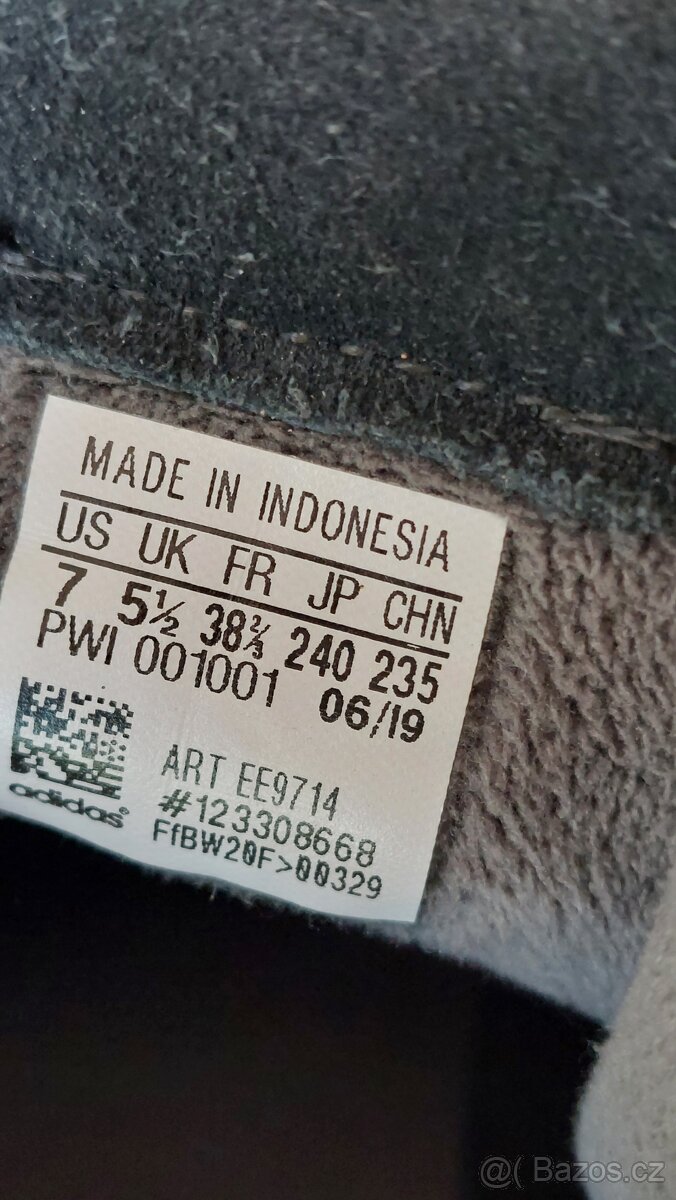 MADE IN INDONESIA
US UK FR JP CHN
7 5½ 38⅔ 240 235
PWI 001001 06/19
ART EE9714
#123308668
adidas®
FfBW20F>00329
@( Bazos.cz